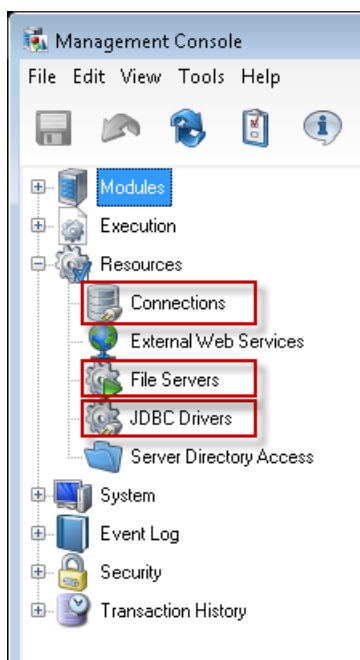 Management Console
File Edit View Tools Help
Modules
Execution
Resources
Connections
External Web Services
File Servers
JDBC Drivers
Server Directory Access
System
Event Log
Security
Transaction History